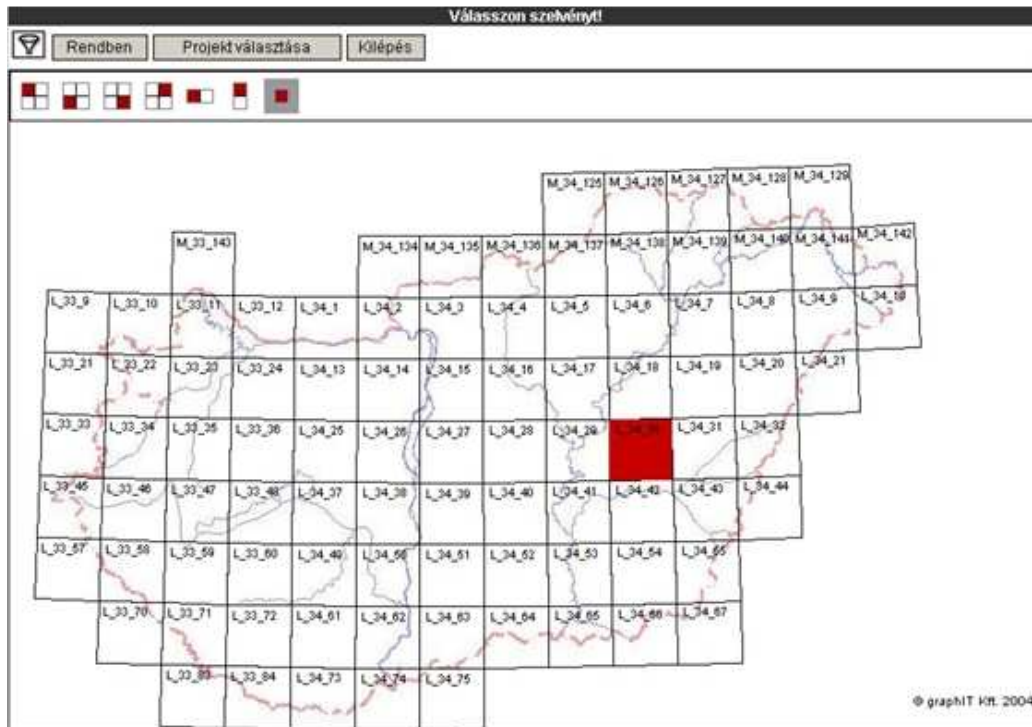 Válasszon szelvényt!
Rendben Projekt választása Kilépés
M_34_125 M_34_126 M_34_127 M_34_128 M_34_129
M_33_143 M_34_134 M_34_135 M_34_136 M_34_137 M_34_138 M_34_139 M_34_140 M_34_141 M_34_142
L_33_9 L_33_10 L_33_11 L_33_12 L_34_1 L_34_2 L_34_3 L_34_4 L_34_5 L_34_6 L_34_7 L_34_8 L_34_9 L_34_10
L_33_21 L_33_22 L_33_23 L_33_24 L_34_13 L_34_14 L_34_15 L_34_16 L_34_17 L_34_18 L_34_19 L_34_20 L_34_21
L_33_33 L_33_34 L_33_35 L_33_36 L_34_25 L_34_26 L_34_27 L_34_28 L_34_29 L_34_30 L_34_31 L_34_32
L_33_45 L_33_46 L_33_47 L_33_48 L_34_37 L_34_38 L_34_39 L_34_40 L_34_41 L_34_42 L_34_43 L_34_44
L_33_57 L_33_58 L_33_59 L_33_60 L_34_49 L_34_50 L_34_51 L_34_52 L_34_53 L_34_54 L_34_55
L_33_70 L_33_71 L_33_72 L_34_61 L_34_62 L_34_63 L_34_64 L_34_65 L_34_66 L_34_67
L_33_83 L_33_84 L_34_73 L_34_74 L_34_75
© graphIT Kft. 2004